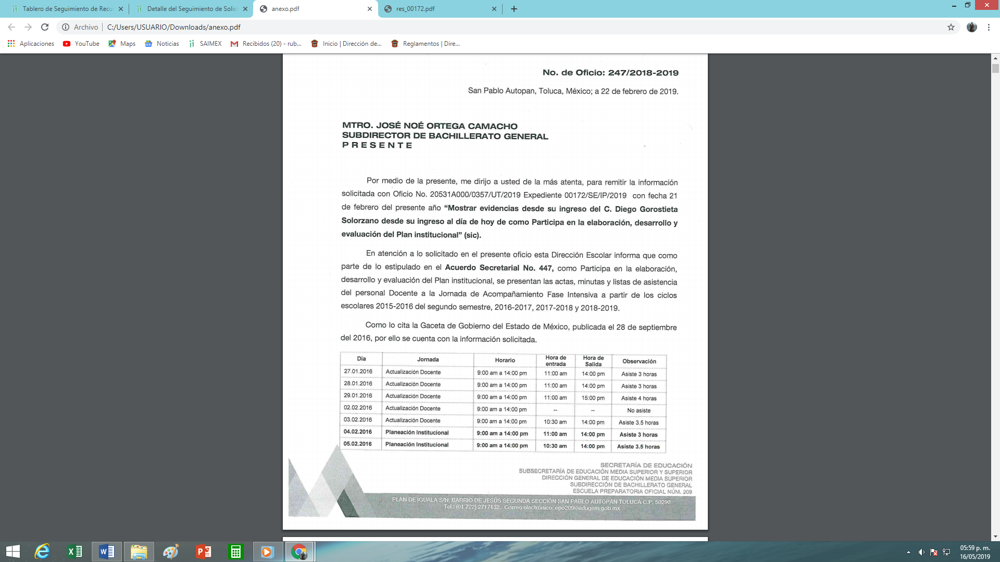 Tablero de Seguimiento de Recu
Detalle del Seguimiento de Solici
anexo.pdf
res_00172.pdf
Archivo
C:/Users/USUARIO/Downloads/anexo.pdf
Aplicaciones
YouTube
Maps
Noticias
SAIMEX
Recibidos (20) - rub...
Inicio | Dirección de...
Reglamentos | Dire...
No. de Oficio: 247/2018-2019
San Pablo Autopan, Toluca, México; a 22 de febrero de 2019.
MTRO. JOSÉ NOÉ ORTEGA CAMACHO
SUBDIRECTOR DE BACHILLERATO GENERAL
P R E S E N T E
Por medio de la presente, me dirijo a usted de la más atenta, para remitir la información
solicitada con Oficio No. 20531A000/0357/UT/2019 Expediente 00172/SE/IP/2019 con fecha 21
de febrero del presente año “Mostrar evidencias desde su ingreso del C. Diego Gorostieta
Solorzano desde su ingreso al día de hoy de como Participa en la elaboración, desarrollo y
evaluación del Plan institucional” (sic).
En atención a lo solicitado en el presente oficio esta Dirección Escolar informa que como
parte de lo estipulado en el Acuerdo Secretarial No. 447, como Participa en la elaboración,
desarrollo y evaluación del Plan institucional, se presentan las actas, minutas y listas de asistencia
del personal Docente a la Jornada de Acompañamiento Fase Intensiva a partir de los ciclos
escolares 2015-2016 del segundo semestre, 2016-2017, 2017-2018 y 2018-2019.
Como lo cita la Gaceta de Gobierno del Estado de México, publicada el 28 de septiembre
del 2016, por ello se cuenta con la información solicitada.
Día Jornada Horario Hora de entrada Hora de Salida Observación
27.01.2016 Actualización Docente 9:00 am a 14:00 pm 11:00 am 14:00 pm Asiste 3 horas
28.01.2016 Actualización Docente 9:00 am a 14:00 pm 11:00 am 14:00 pm Asiste 3 horas
29.01.2016 Actualización Docente 9:00 am a 14:00 pm 11:00 am 15:00 pm Asiste 4 horas
02.02.2016 Actualización Docente 9:00 am a 14:00 pm -- -- No asiste
03.02.2016 Actualización Docente 9:00 am a 14:00 pm 10:30 am 14:00 pm Asiste 3.5 horas
04.02.2016 Planeación Institucional 9:00 am a 14:00 pm 11:00 am 14:00 pm Asiste 3 horas
05.02.2016 Planeación Institucional 9:00 am a 14:00 pm 10:30 am 14:00 pm Asiste 3.5 horas
SECRETARÍA DE EDUCACIÓN
SUBSECRETARÍA DE EDUCACIÓN MEDIA SUPERIOR Y SUPERIOR
DIRECCIÓN GENERAL DE EDUCACIÓN MEDIA SUPERIOR
SUBDIRECCIÓN DE BACHILLERATO GENERAL
ESCUELA PREPARATORIA OFICIAL NÚM. 209
PLAN DE IGUALA S/N, BARRIO DE JESÚS SEGUNDA SECCIÓN SAN PABLO AUTOPAN TOLUCA C.P. 50290
Tel.: (01 722) 2717132. Correo electrónico: epo209@edugem.gob.mx
05:59 p. m.
16/05/2019